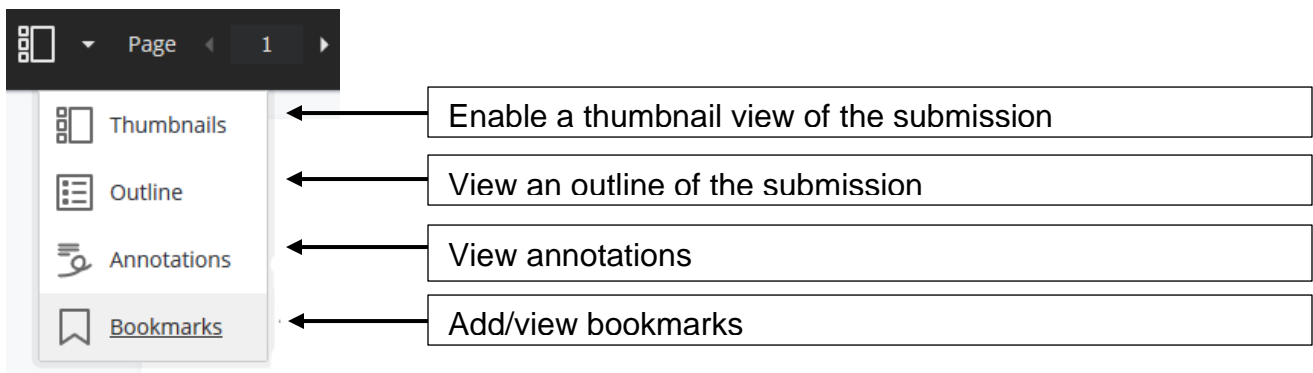 Page 1
Thumbnails
Enable a thumbnail view of the submission
Outline
View an outline of the submission
Annotations
View annotations
Bookmarks
Add/view bookmarks